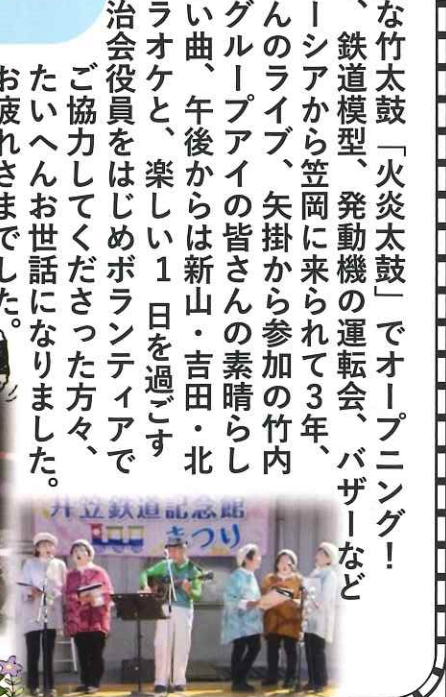 な竹太鼓「火炎太鼓」でオープニング！
、鉄道模型、発動機の運転会、バザーなど
ーシアから笠岡に来られて3年、
んのライブ、矢掛から参加の竹内
グループアイの皆さんの素晴らし
い曲、午後からは新山・吉田・北
ラオケと、楽しい1 日を過ごす
治会役員をはじめボランティアで
ご協力してくださった方々、
たいへんお世話になりました。
お疲れさまでした。
井笠鉄道記念館
まつり